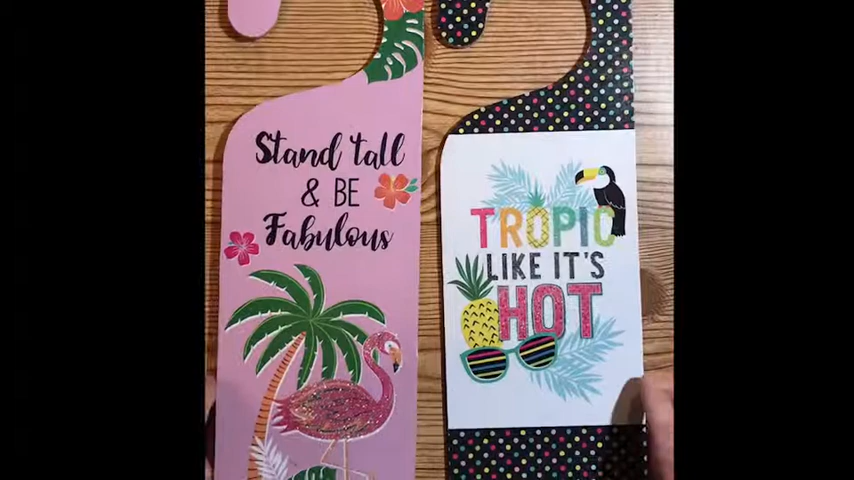 Stand tall
& BE
Fabulous
TROPIC
LIKE IT'S
HOT